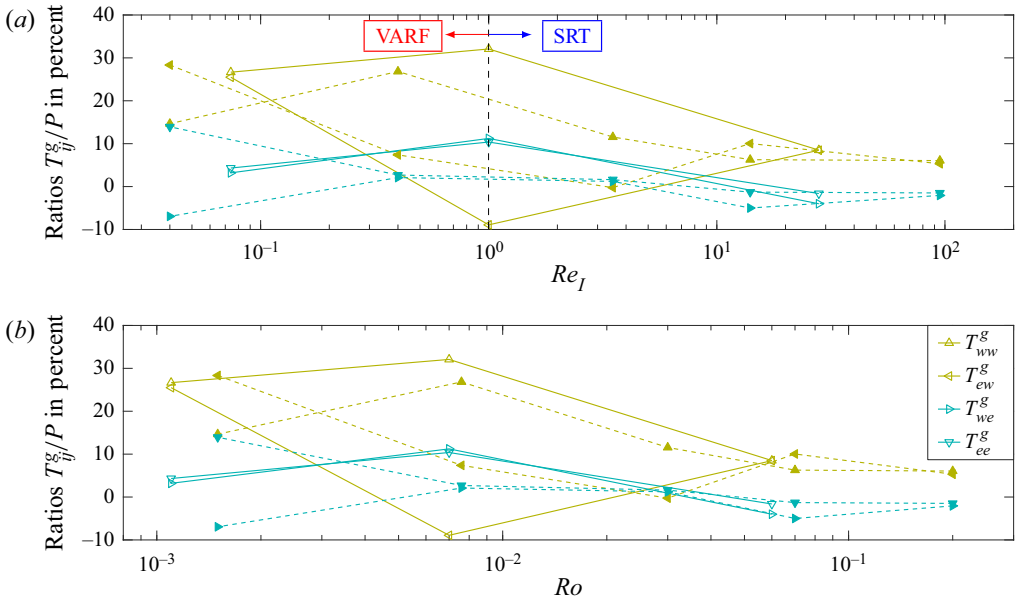 (a)
VARF
SRT
Ratios T^g_ij/P in percent
40
30
20
10
0
−10
10^−1
10^0
10^1
10^2
Re_I
(b)
Ratios T^g_ij/P in percent
40
30
20
10
0
−10
10^−3
10^−2
10^−1
Ro
T^g_ww
T^g_ew
T^g_we
T^g_ee